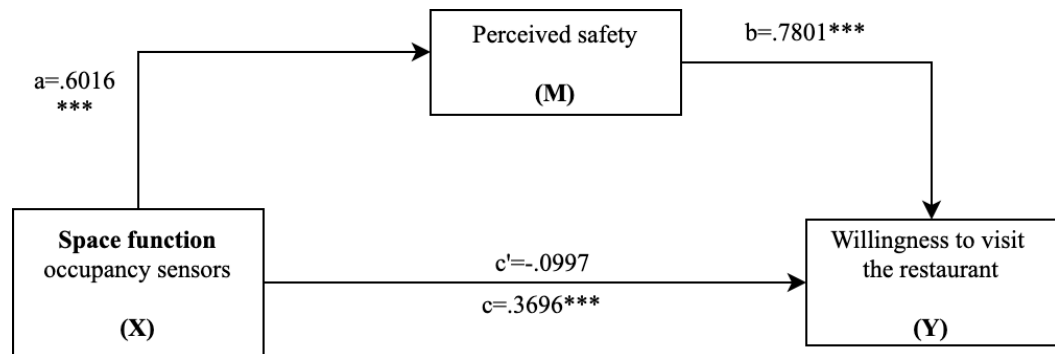 Perceived safety
(M)
b=.7801***
a=.6016
***
Space function
occupancy sensors
(X)
c'=-.0997
c=.3696***
Willingness to visit
the restaurant
(Y)